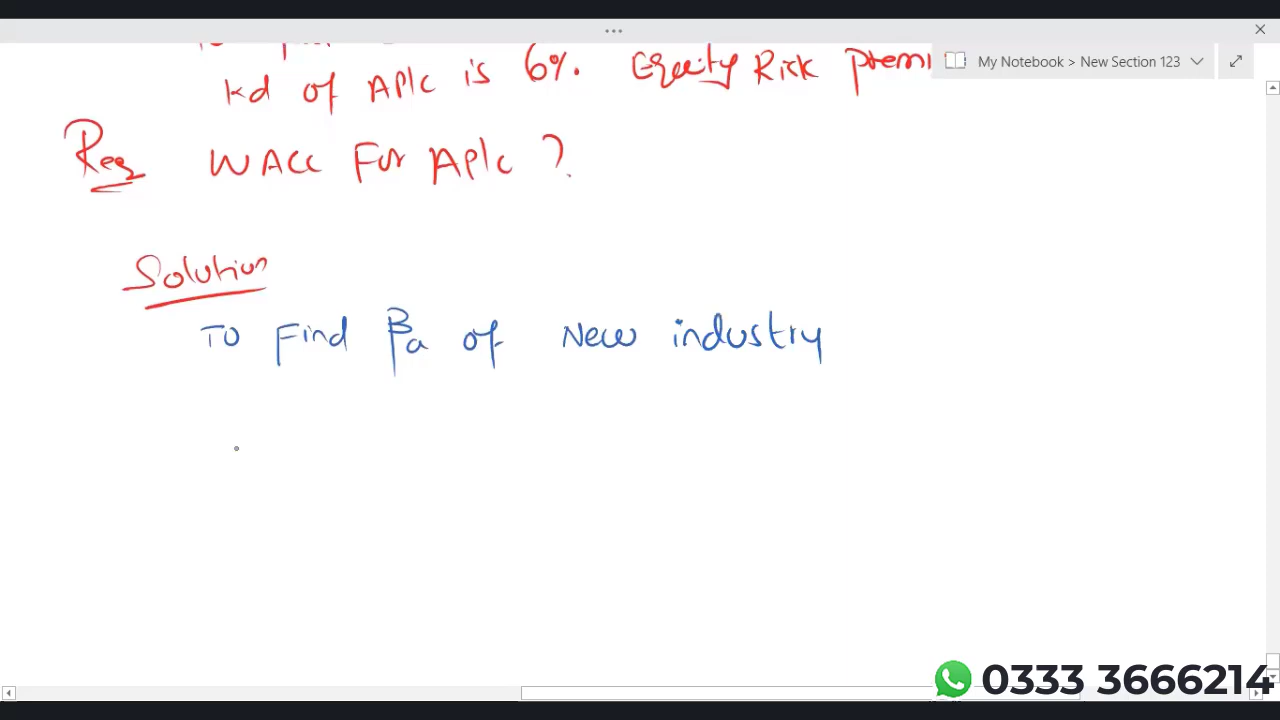 My Notebook > New Section 123
kd of APlc is 6%. Equity Risk premi
Req WACC For APlc ?
Solution
To Find βa of New industry
0333 3666214